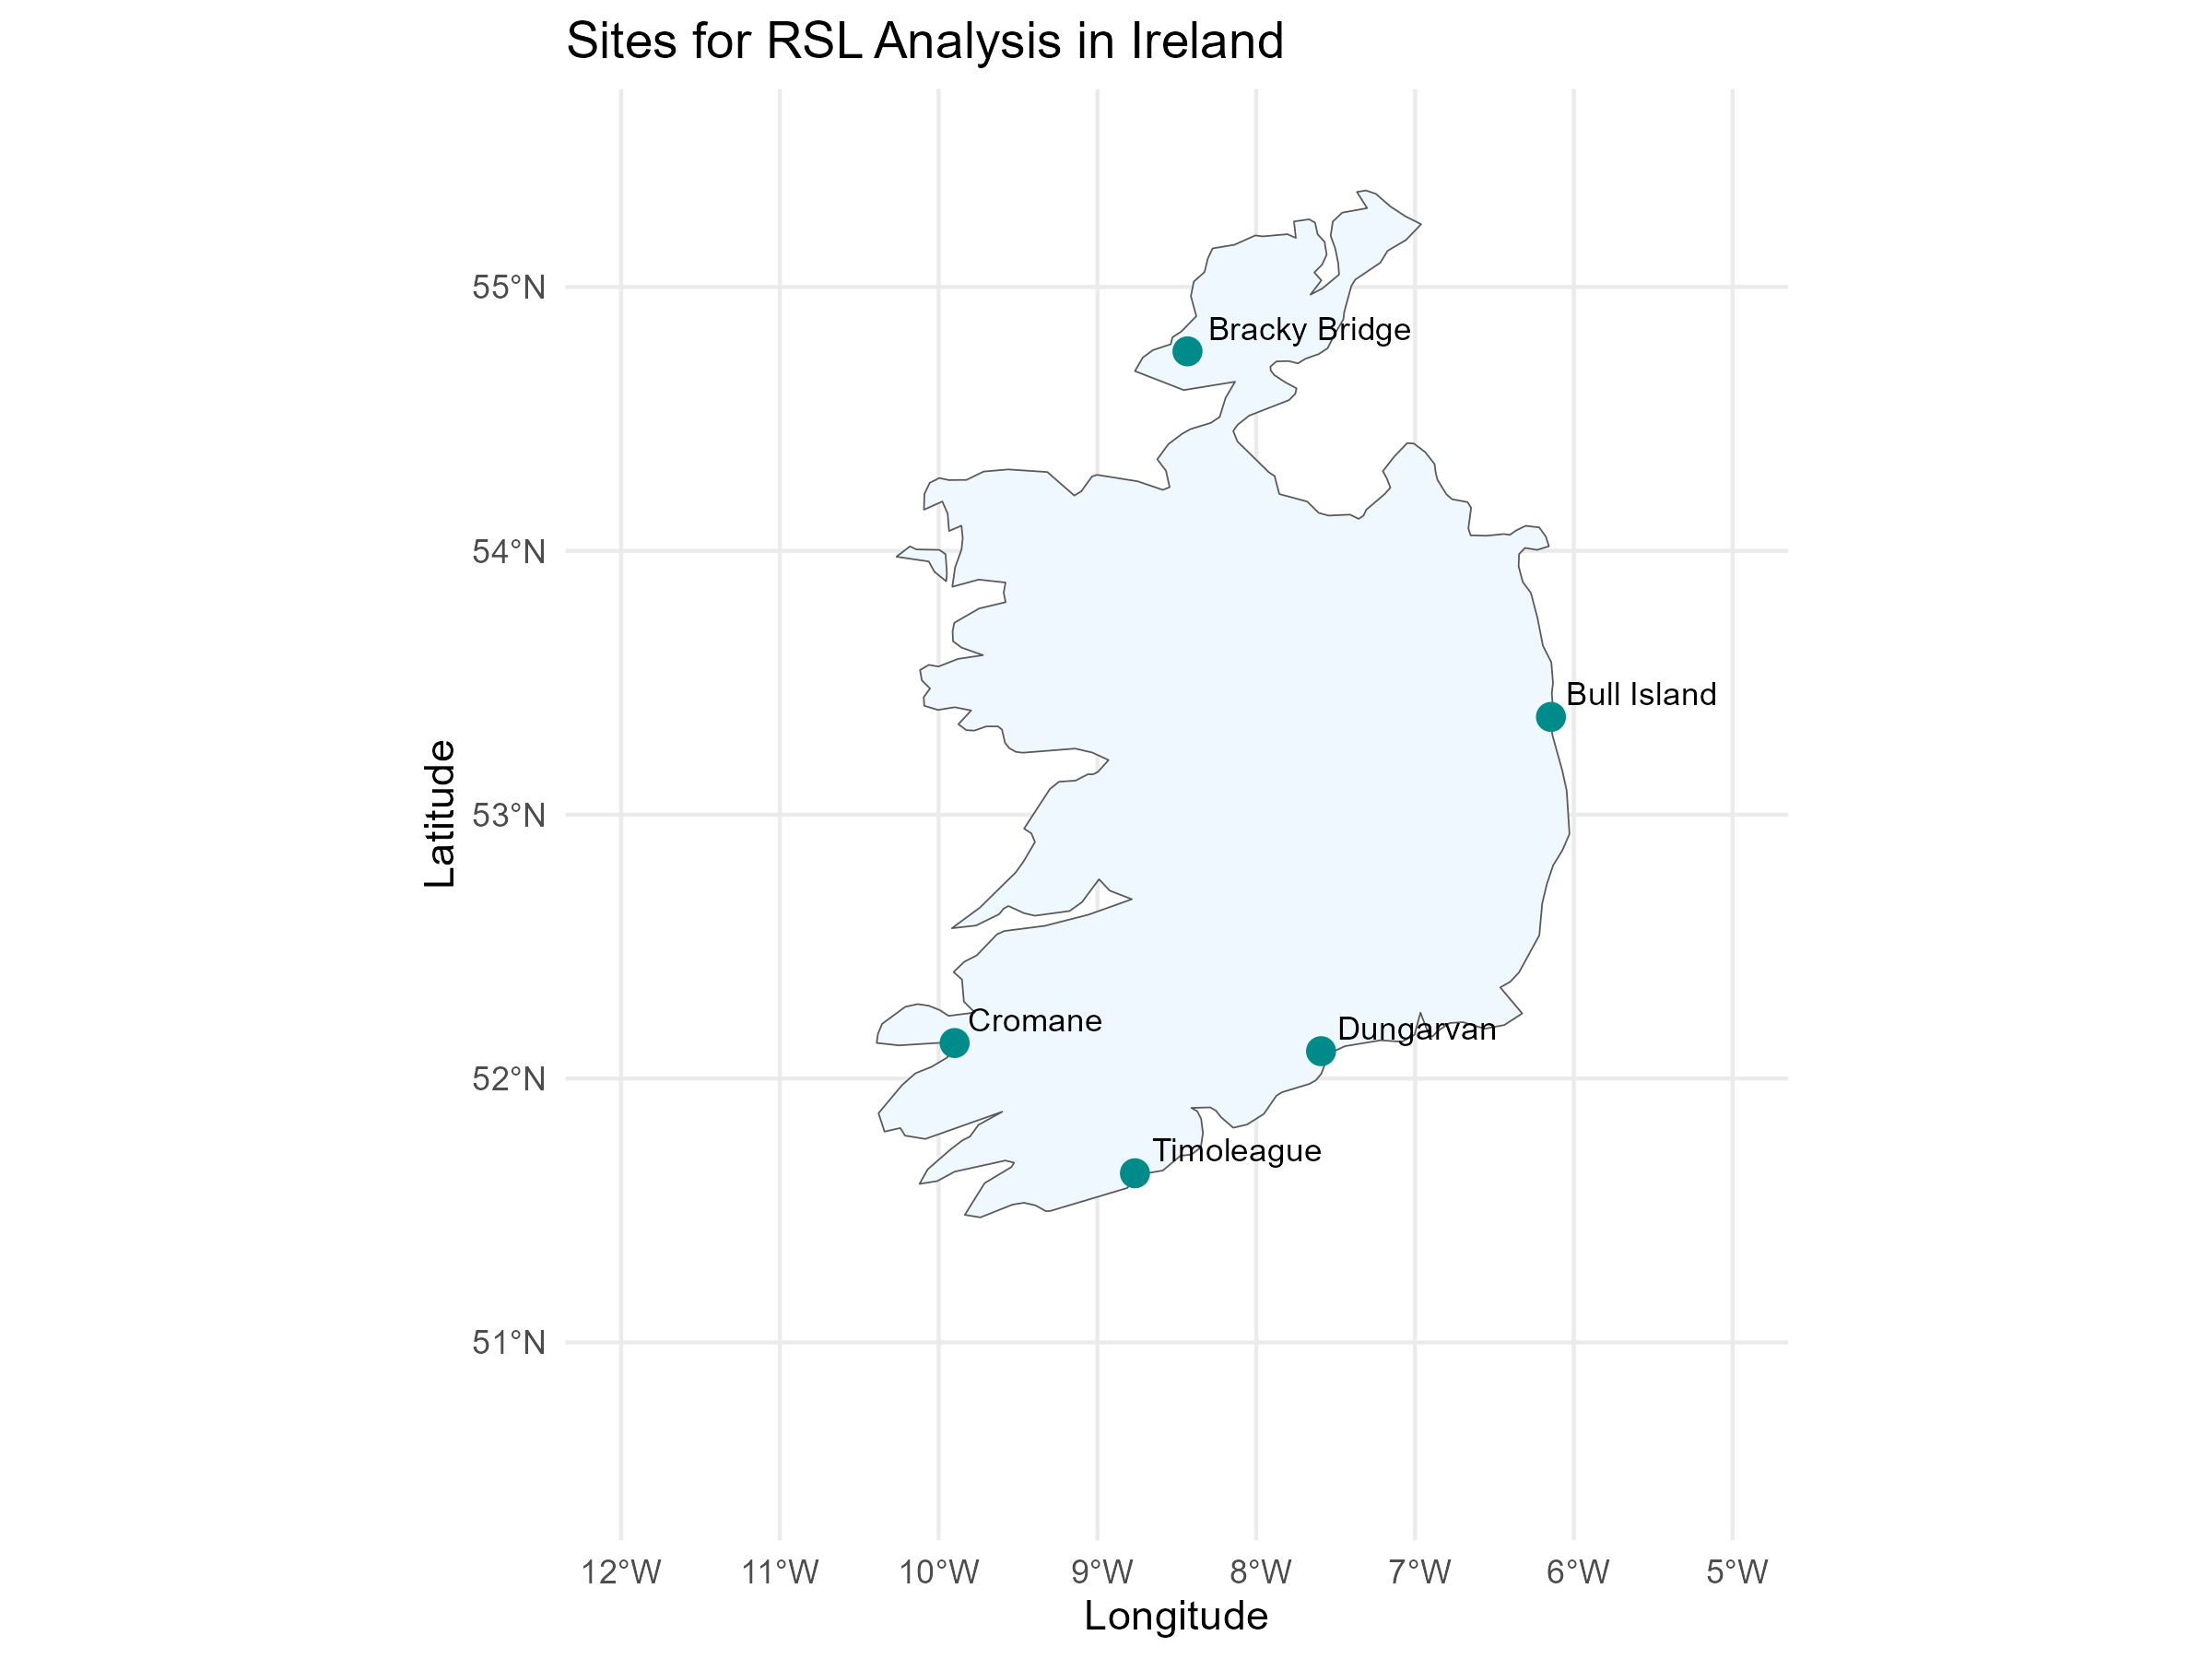 Sites for RSL Analysis in Ireland
55°N
Bracky Bridge
54°N
Bull Island
Latitude
53°N
Cromane
Dungarvan
52°N
Timoleague
51°N
12°W 11°W 10°W 9°W 8°W 7°W 6°W 5°W
Longitude